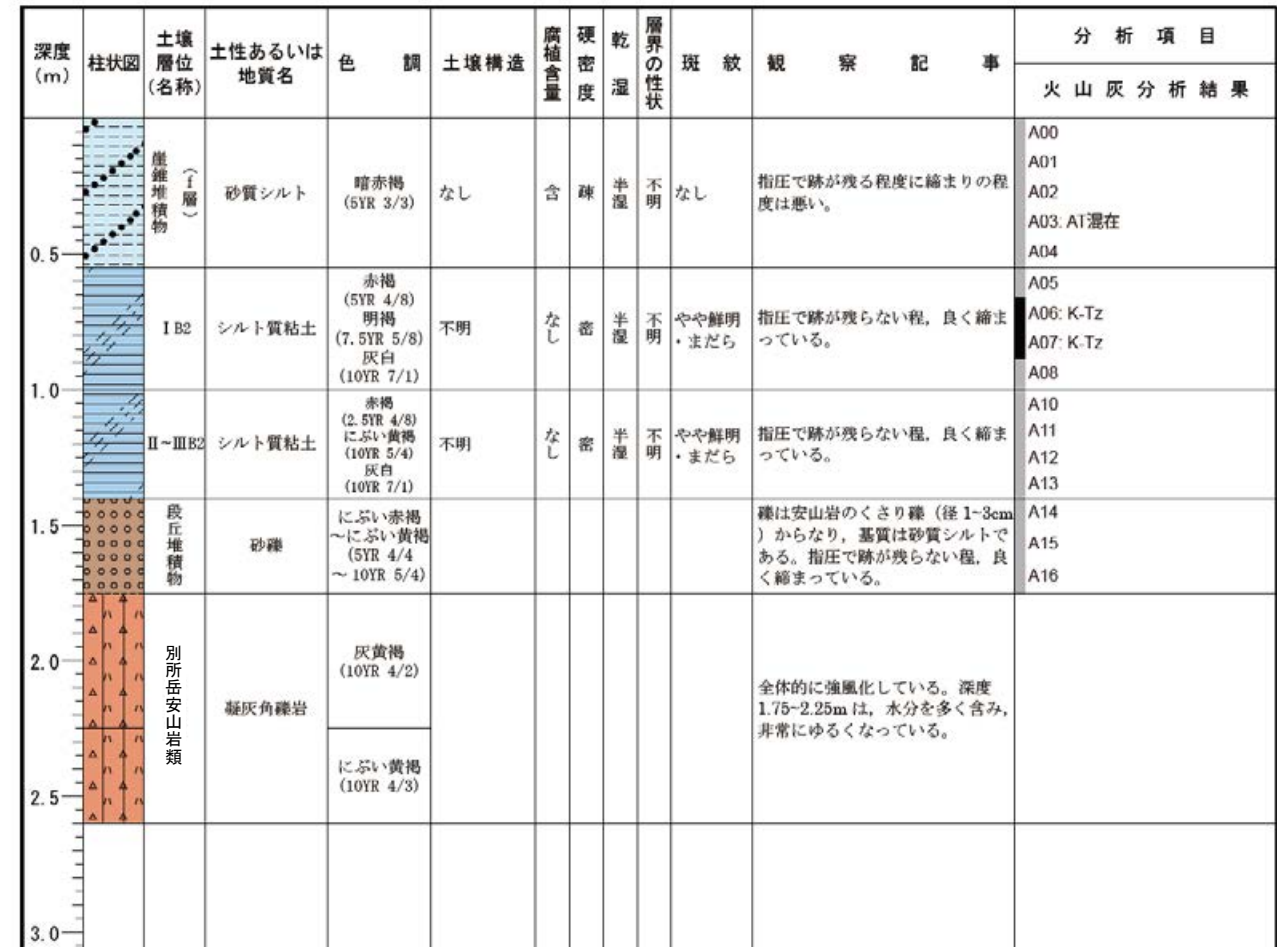 深度
(m)
柱状図
土壌
層位
(名称)
土性あるいは
地質名
色 調
土壌構造
腐植含量
硬密度
乾湿
層界の性状
斑 紋
観 察 記 事
分 析 項 目
火 山 灰 分 析 結 果
崖錐堆積物
(f層)
砂質シルト
暗赤褐
(5YR 3/3)
なし
含
疎
半湿
不明
なし
指圧で跡が残る程度に締まりの程
度は悪い。
A00
A01
A02
A03: AT混在
A04
0.5
ⅠB2
シルト質粘土
赤褐
(5YR 4/8)
明褐
(7.5YR 5/8)
灰白
(10YR 7/1)
不明
なし
密
半湿
不明
やや鮮明
・まだら
指圧で跡が残らない程，良く締ま
っている。
A05
A06: K-Tz
A07: K-Tz
A08
1.0
Ⅱ~ⅢB2
シルト質粘土
赤褐
(2.5YR 4/8)
にぶい黄褐
(10YR 5/4)
灰白
(10YR 7/1)
不明
なし
密
半湿
不明
やや鮮明
・まだら
指圧で跡が残らない程，良く締ま
っている。
A10
A11
A12
A13
1.5
段丘堆積物
砂礫
にぶい赤褐
～にぶい黄褐
(5YR 4/4
～ 10YR 5/4)
礫は安山岩のくさり礫（径 1~3cm
）からなり，基質は砂質シルトで
ある。指圧で跡が残らない程，良
く締まっている。
A14
A15
A16
2.0
別所岳安山岩類
凝灰角礫岩
灰黄褐
(10YR 4/2)
にぶい黄褐
(10YR 4/3)
全体的に強風化している。深度
1.75~2.25m は，水分を多く含み，
非常にゆるくなっている。
2.5
3.0